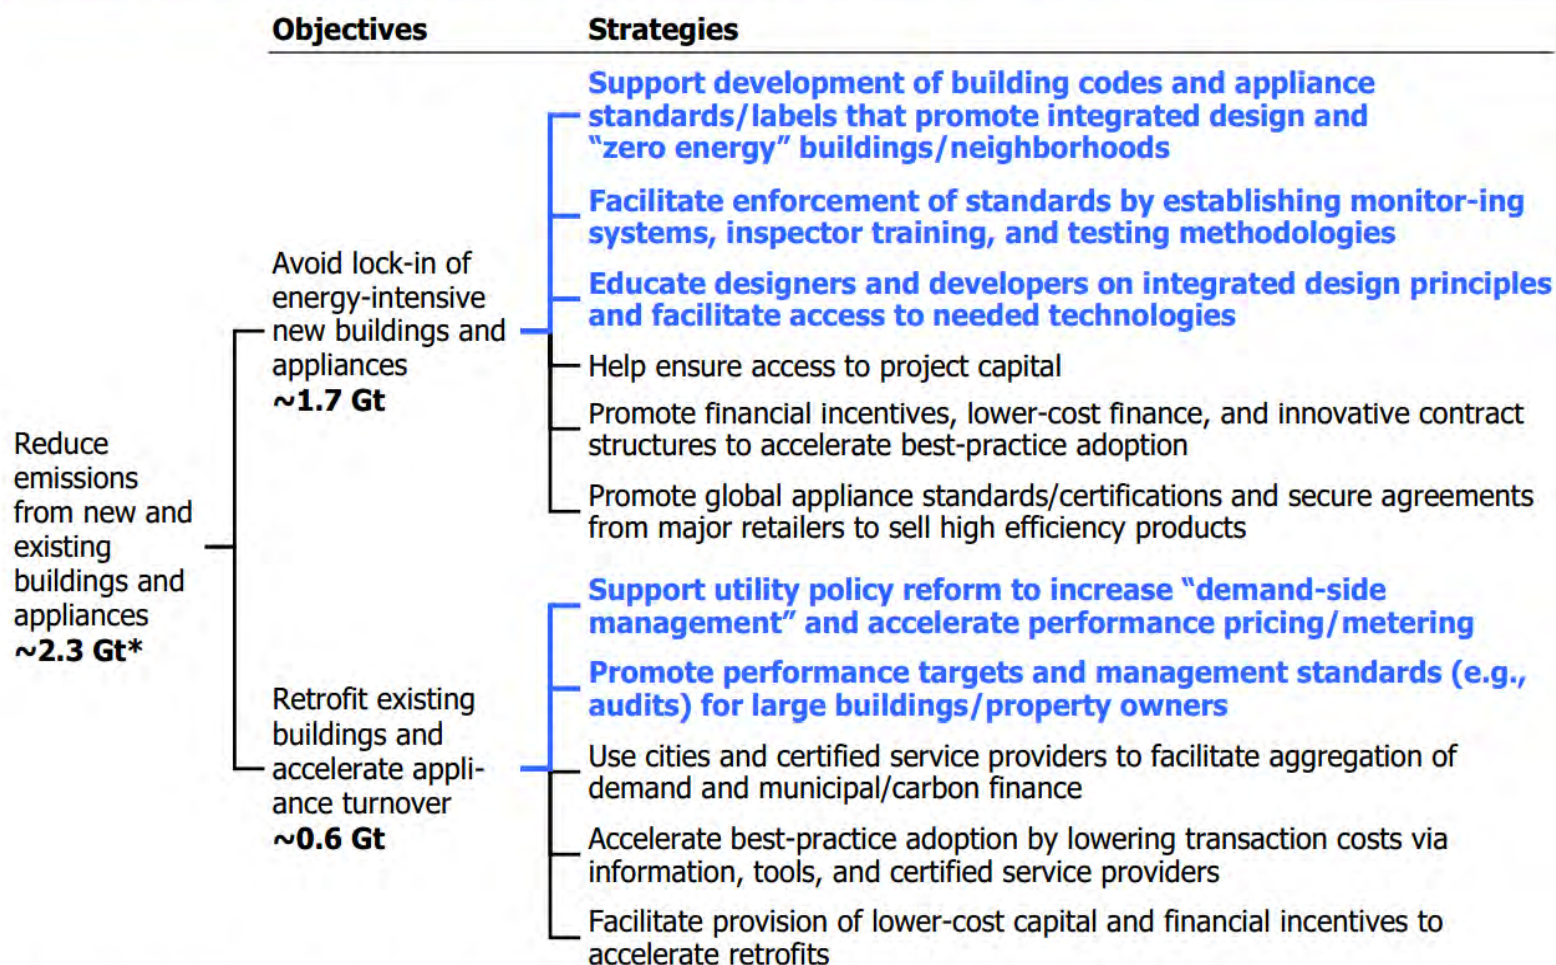 Objectives
Strategies
Reduce
emissions
from new and
existing
buildings and
appliances
~2.3 Gt*
Avoid lock-in of
energy-intensive
new buildings and
appliances
~1.7 Gt
Support development of building codes and appliance
standards/labels that promote integrated design and
“zero energy” buildings/neighborhoods
Facilitate enforcement of standards by establishing monitor-ing
systems, inspector training, and testing methodologies
Educate designers and developers on integrated design principles
and facilitate access to needed technologies
Help ensure access to project capital
Promote financial incentives, lower-cost finance, and innovative contract
structures to accelerate best-practice adoption
Promote global appliance standards/certifications and secure agreements
from major retailers to sell high efficiency products
Retrofit existing
buildings and
accelerate appli-
ance turnover
~0.6 Gt
Support utility policy reform to increase “demand-side
management” and accelerate performance pricing/metering
Promote performance targets and management standards (e.g.,
audits) for large buildings/property owners
Use cities and certified service providers to facilitate aggregation of
demand and municipal/carbon finance
Accelerate best-practice adoption by lowering transaction costs via
information, tools, and certified service providers
Facilitate provision of lower-cost capital and financial incentives to
accelerate retrofits